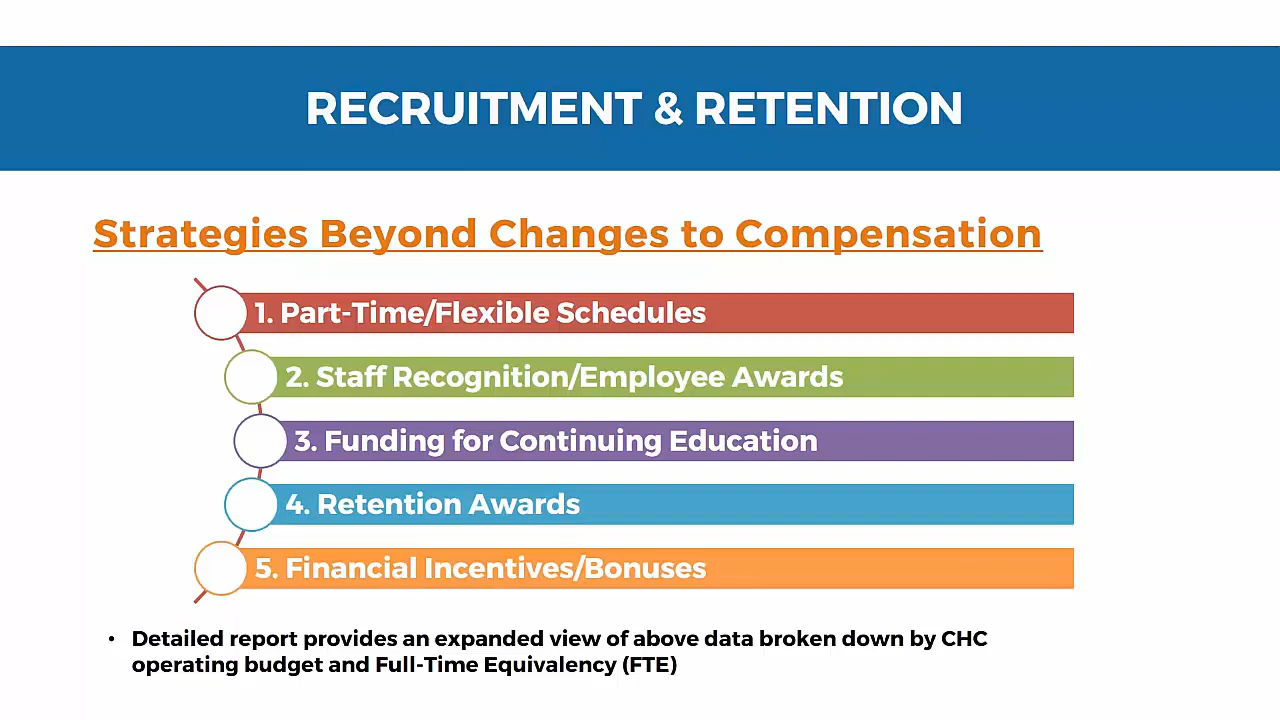 RECRUITMENT & RETENTION
Strategies Beyond Changes to Compensation
1. Part-Time/Flexible Schedules
2. Staff Recognition/Employee Awards
3. Funding for Continuing Education
4. Retention Awards
5. Financial Incentives/Bonuses
• Detailed report provides an expanded view of above data broken down by CHC
operating budget and Full-Time Equivalency (FTE)